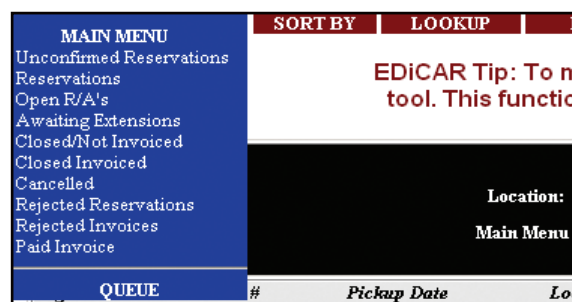 MAIN MENU
Unconfirmed Reservations
Reservations
Open R/A's
Awaiting Extensions
Closed/Not Invoiced
Closed Invoiced
Cancelled
Rejected Reservations
Rejected Invoices
Paid Invoice
QUEUE
SORT BY LOOKUP
EDiCAR Tip: To
tool. This
Location:
Main Menu
# Pickup Date